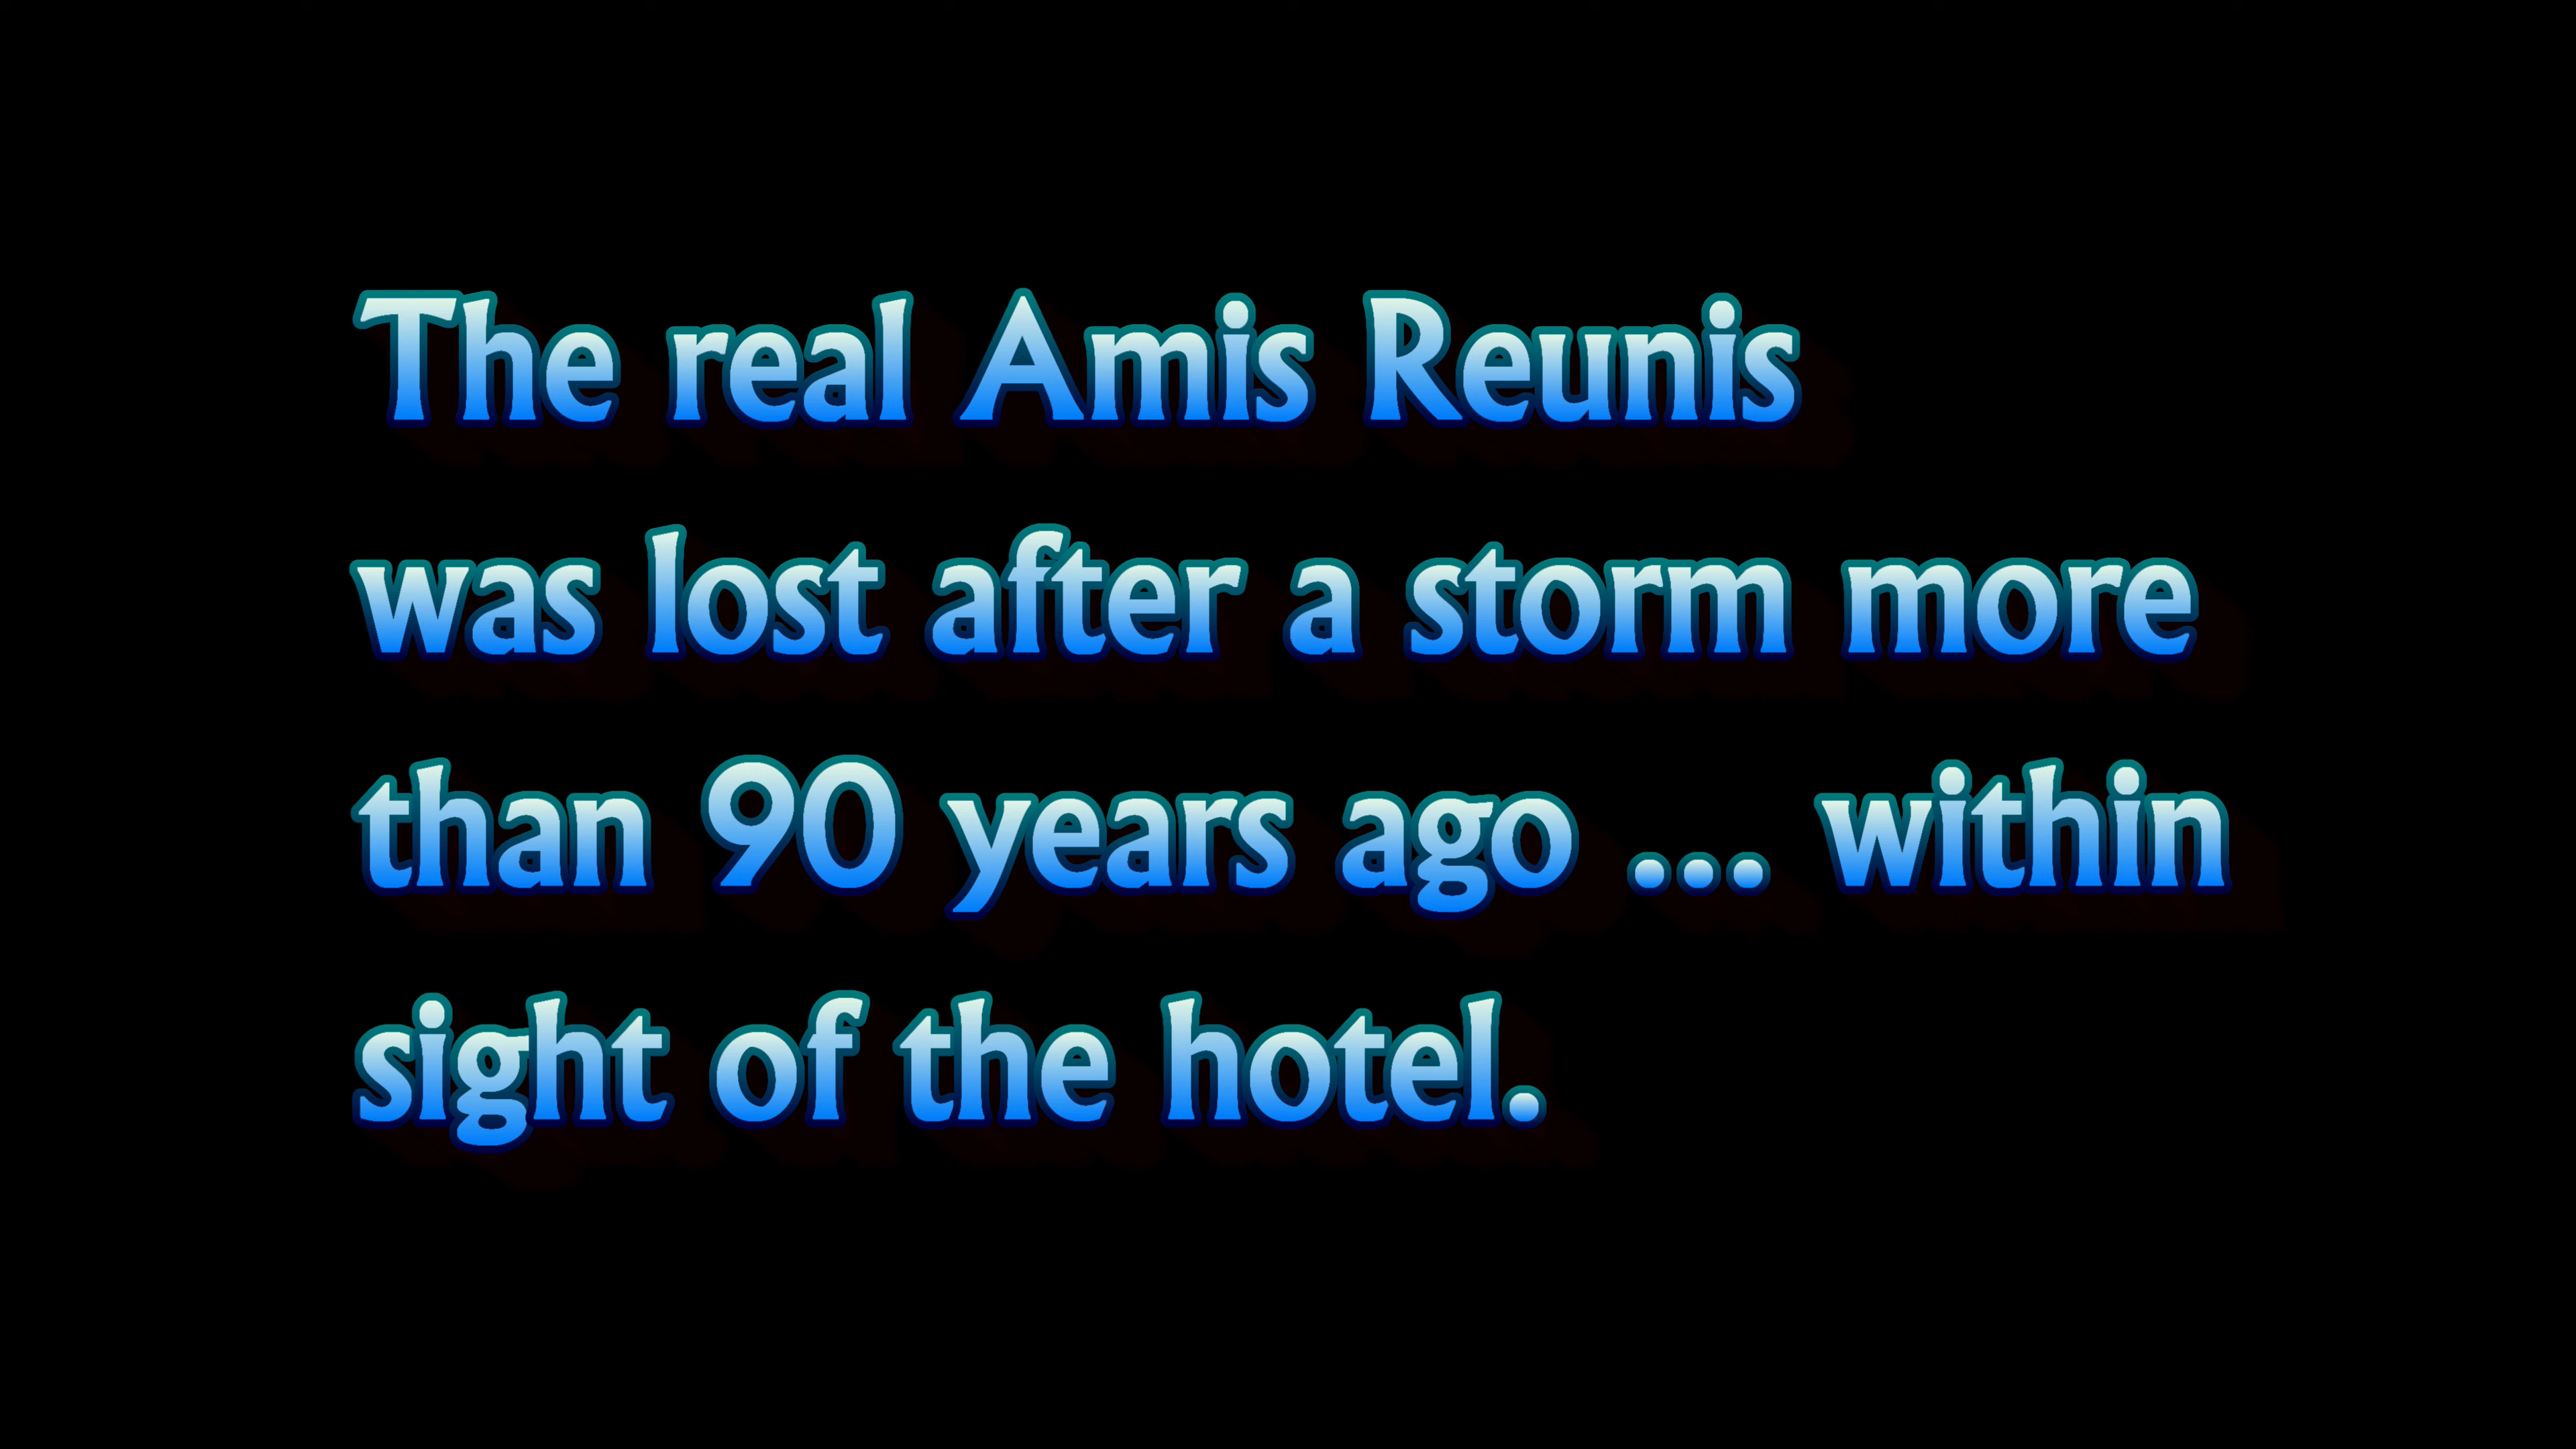 The real Amis Reunis
was lost after a storm more
than 90 years ago ... within
sight of the hotel.